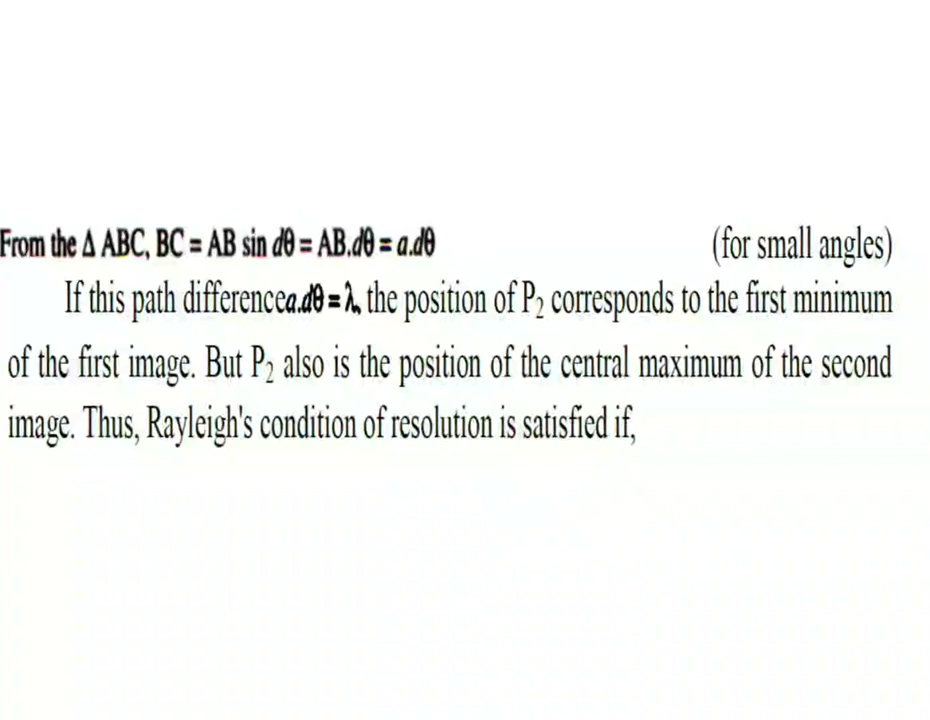 From the Δ ABC, BC = AB sin dθ = AB.dθ = a.dθ (for small angles)
If this path differencea.dθ = λ, the position of P₂ corresponds to the first minimum
of the first image. But P₂ also is the position of the central maximum of the second
image. Thus, Rayleigh's condition of resolution is satisfied if,